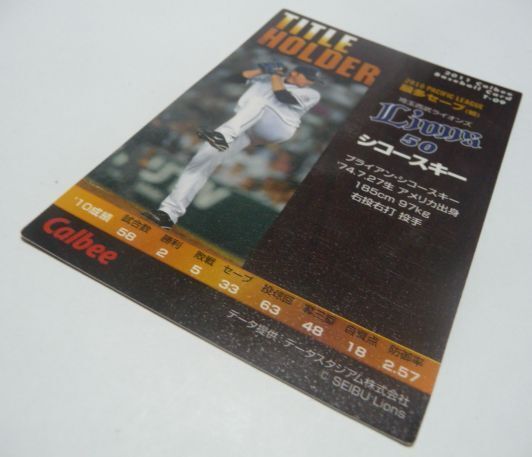 TITLE
HOLDER
2011 Calbee
Baseball Card
T-09
2010 PACIFIC LEAGUE
最多セーブ(初)
埼玉西武ライオンズ
Lions
50
シコースキー
ブライアン・シコースキー
'74.7.27生 アメリカ出身
185cm 97kg
右投右打 投手
Calbee
'10成績 試合数 勝利 敗戦 セーブ 投球回 奪三振 自責点 防御率
58 2 5 33 63 48 18 2.57
データ提供:データスタジアム株式会社
© SEIBU Lions